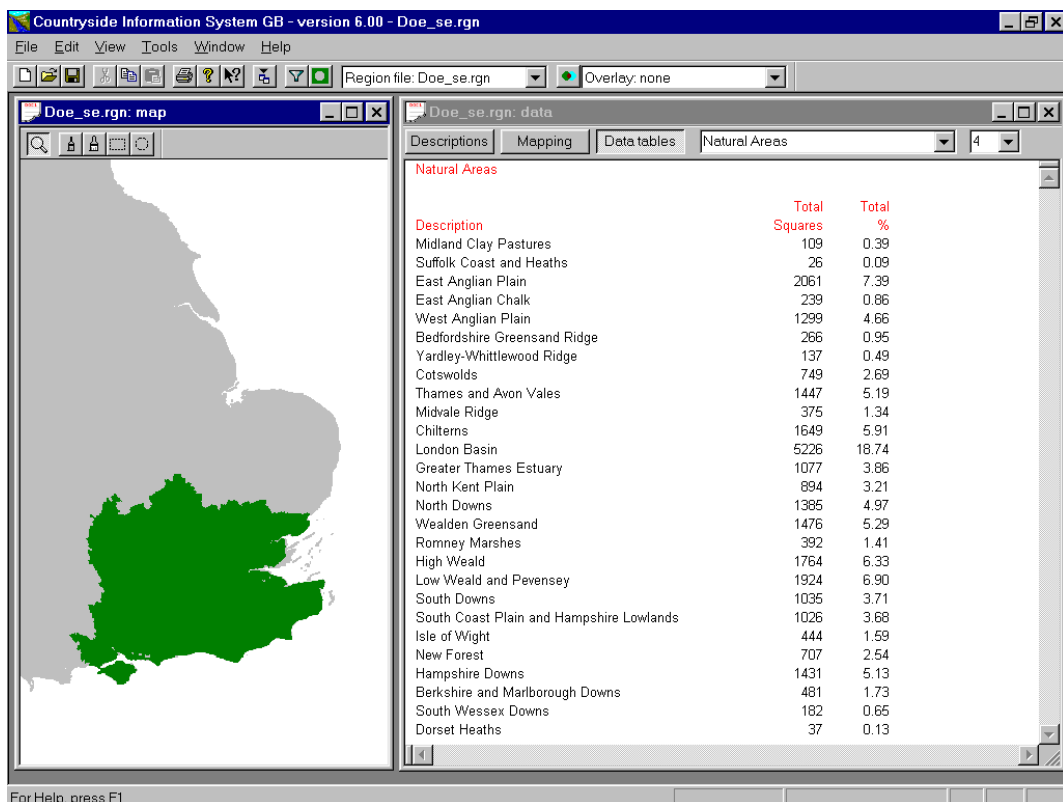 Countryside Information System GB - version 6.00 - Doe_se.rgn
File Edit View Tools Window Help
Region file: Doe_se.rgn Overlay: none
Doe_se.rgn: map
Doe_se.rgn: data
Descriptions Mapping Data tables Natural Areas 4
Natural Areas
Total Total
Description Squares %
Midland Clay Pastures 109 0.39
Suffolk Coast and Heaths 26 0.09
East Anglian Plain 2061 7.39
East Anglian Chalk 239 0.86
West Anglian Plain 1299 4.66
Bedfordshire Greensand Ridge 266 0.95
Yardley-Whittlewood Ridge 137 0.49
Cotswolds 749 2.69
Thames and Avon Vales 1447 5.19
Midvale Ridge 375 1.34
Chilterns 1649 5.91
London Basin 5226 18.74
Greater Thames Estuary 1077 3.86
North Kent Plain 894 3.21
North Downs 1385 4.97
Wealden Greensand 1476 5.29
Romney Marshes 392 1.41
High Weald 1764 6.33
Low Weald and Pevensey 1924 6.90
South Downs 1035 3.71
South Coast Plain and Hampshire Lowlands 1026 3.68
Isle of Wight 444 1.59
New Forest 707 2.54
Hampshire Downs 1431 5.13
Berkshire and Marlborough Downs 481 1.73
South Wessex Downs 182 0.65
Dorset Heaths 37 0.13
For Help, press F1